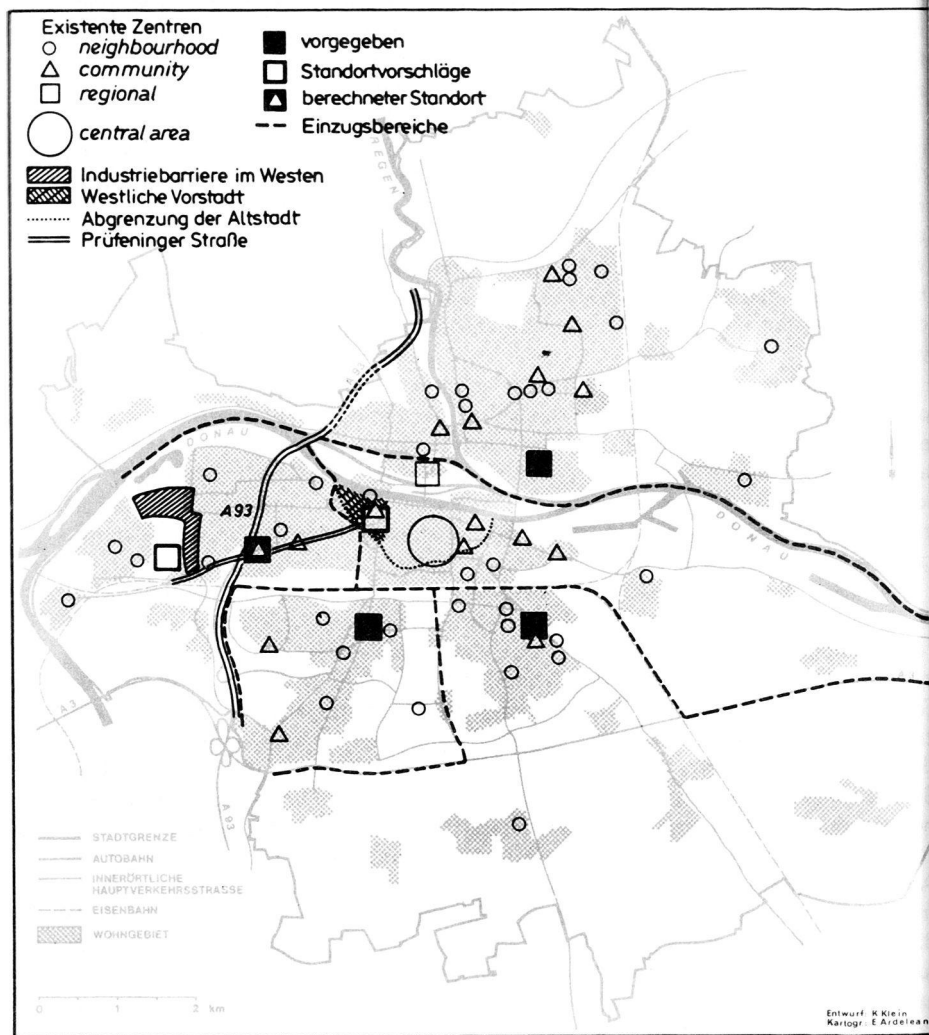 Existente Zentren
neighbourhood
community
regional
central area
vorgegeben
Standortvorschläge
berechneter Standort
Einzugsbereiche
Industriebarriere im Westen
Westliche Vorstadt
Abgrenzung der Altstadt
Prüfeninger Straße
REGEN
DONAU
A93
DONAU
A3
A93
STADTGRENZE
AUTOBAHN
INNERÖRTLICHE
HAUPTVERKEHRSSTRASSE
EISENBAHN
WOHNGEBIET
0 1 2 km
Entwurf: K Klein
Kartogr.: E Ardelean